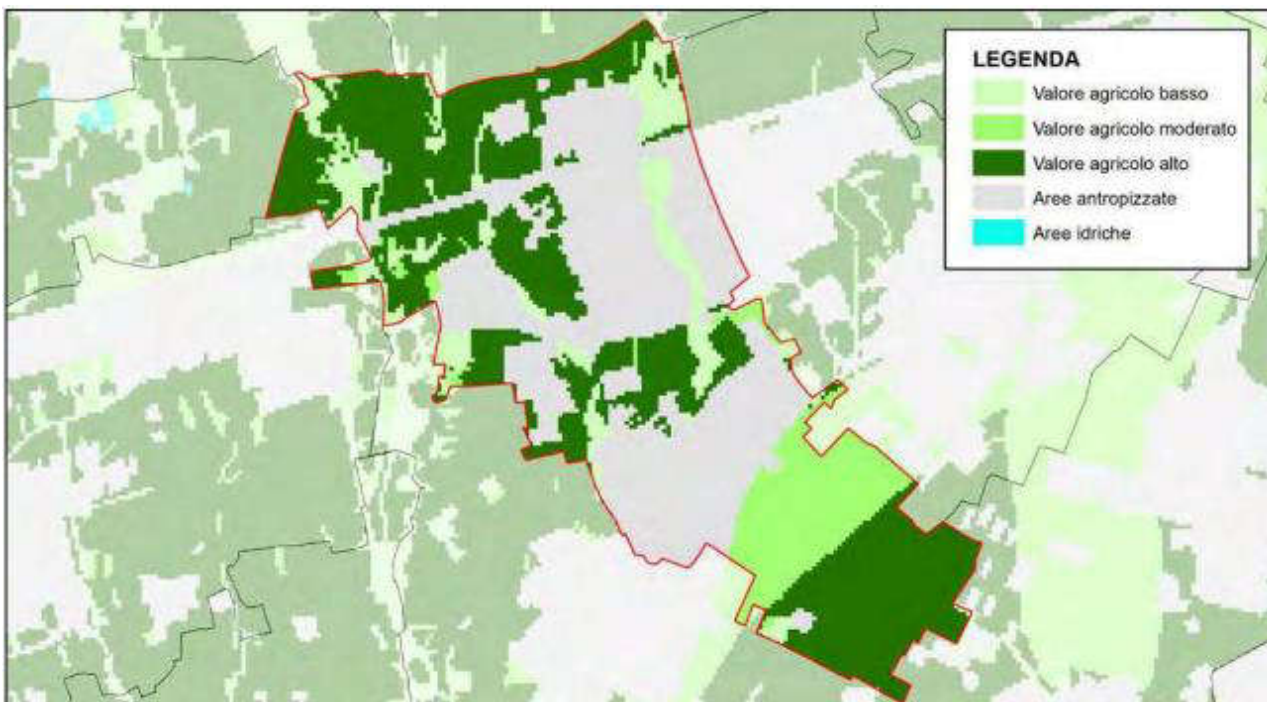 LEGENDA
Valore agricolo basso
Valore agricolo moderato
Valore agricolo alto
Aree antropizzate
Aree idriche